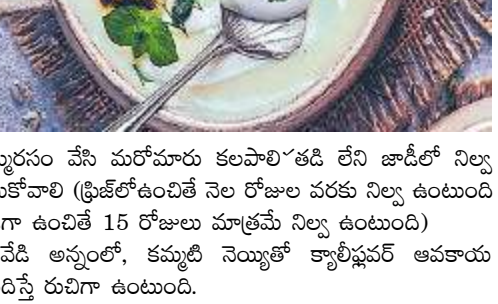 ్మరసం వేసి మరోమారు కలపాలి ̌తడి లేని జాడీలో నిల్వ
ుకోవాలి (ఫ్రిజ్‌లోఉంచితే నెల రోజుల వరకు నిల్వ ఉంటుంది
గా ఉంచితే 15 రోజులు మాత్రమే నిల్వ ఉంటుంది)
వేడి అన్నంలో, కమ్మటి నెయ్యితో క్యాలీఫ్లవర్ ఆవకాయ
దిస్తే రుచిగా ఉంటుంది.